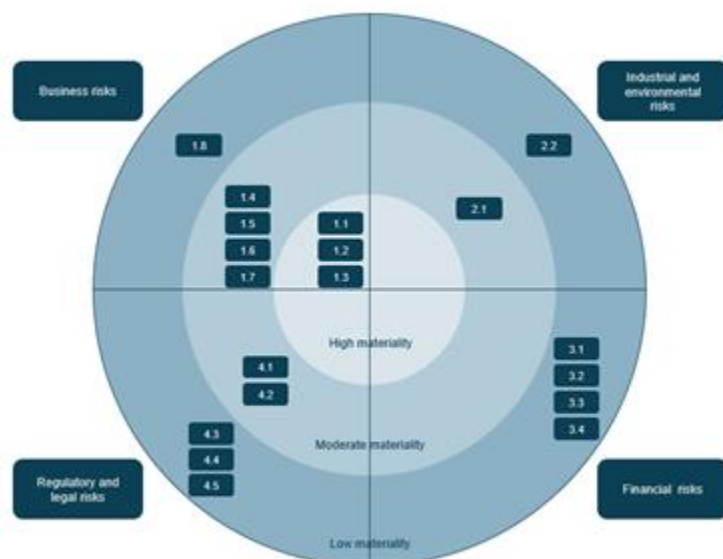 Business risks
Industrial and
environmental
risks
1.8
2.2
1.4
1.5
1.6
1.7
1.1
1.2
1.3
2.1
High materiality
4.1
4.2
3.1
3.2
3.3
3.4
4.3
4.4
4.5
Moderate materiality
Regulatory and
legal risks
Financial risks
Low materiality